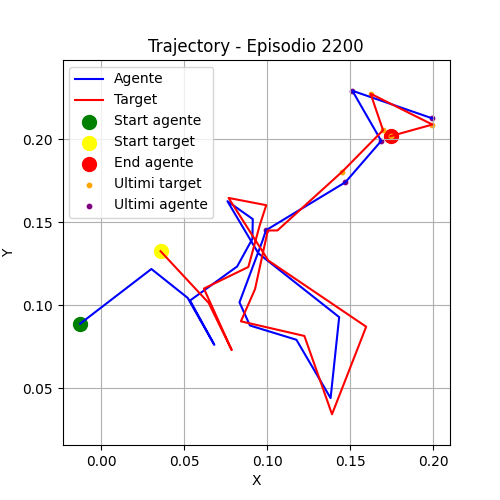 Trajectory - Episodio 2200
Agente
Target
Start agente
Start target
End agente
Ultimi target
Ultimi agente
0.20
0.15
0.10
0.05
Y
0.00 0.05 0.10 0.15 0.20
X